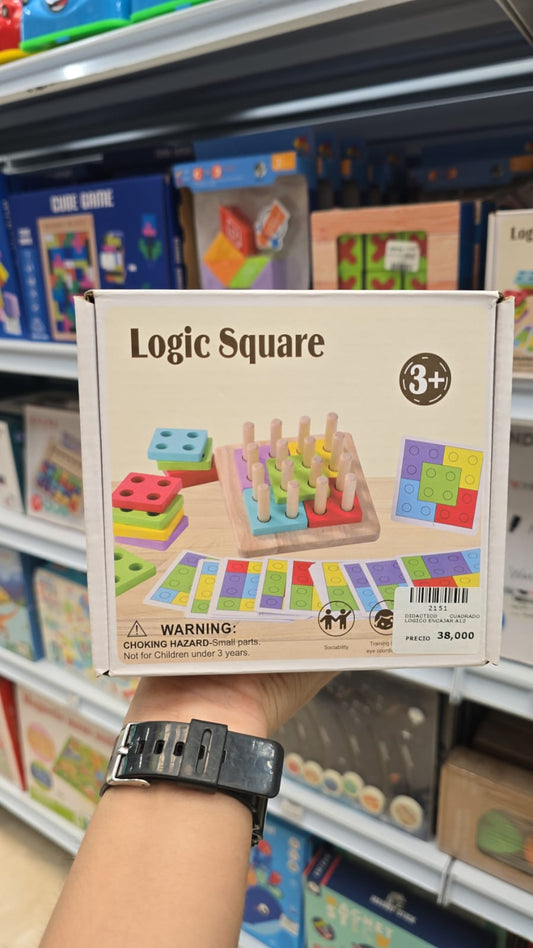 CUBE GAME
Logic Square
3+
WARNING:
CHOKING HAZARD-Small parts.
Not for Children under 3 years.
Sociability
2151
DIDACTICO CUADRADO
LOGICO ENCAJAR A12
PRECIO 38,000